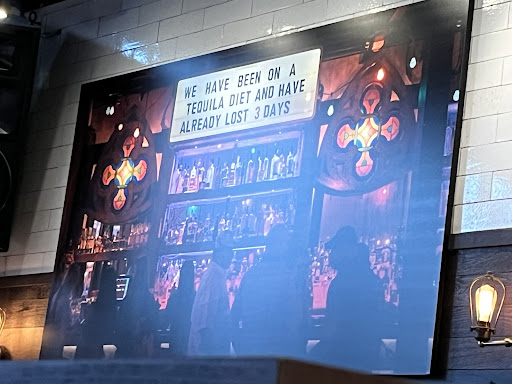 WE HAVE BEEN ON A
TEQUILA DIET AND HAVE
ALREADY LOST 3 DAYS